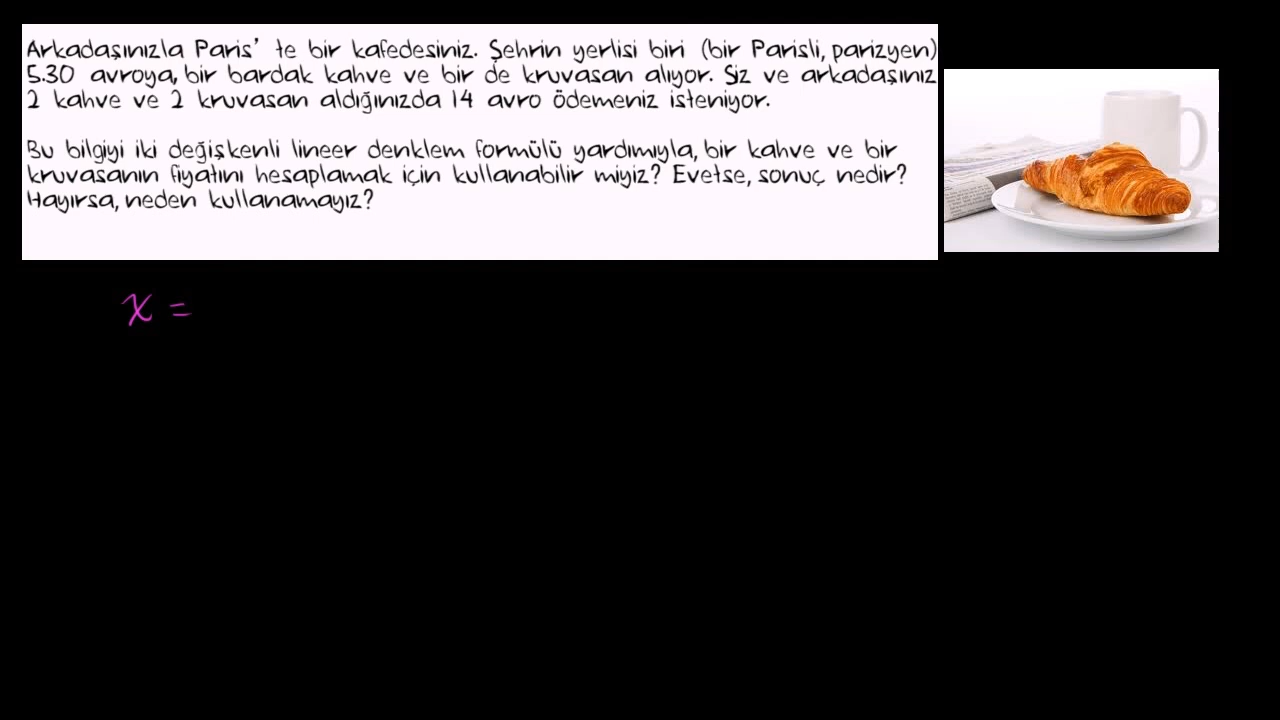 Arkadaşınızla Paris' te bir kafedesiniz. Şehrin yerlisi biri (bir Parisli, parizyen)
5.30 avroya, bir bardak kahve ve bir de kruvasan alıyor. Siz ve arkadaşınız
2 kahve ve 2 kruvasan aldığınızda 14 avro ödemeniz isteniyor.
Bu bilgiyi iki değişkenli lineer denklem formülü yardımıyla, bir kahve ve bir
kruvasanın fiyatını hesaplamak için kullanabilir miyiz? Evetse, sonuç nedir?
Hayırsa, neden kullanamayız?
x =